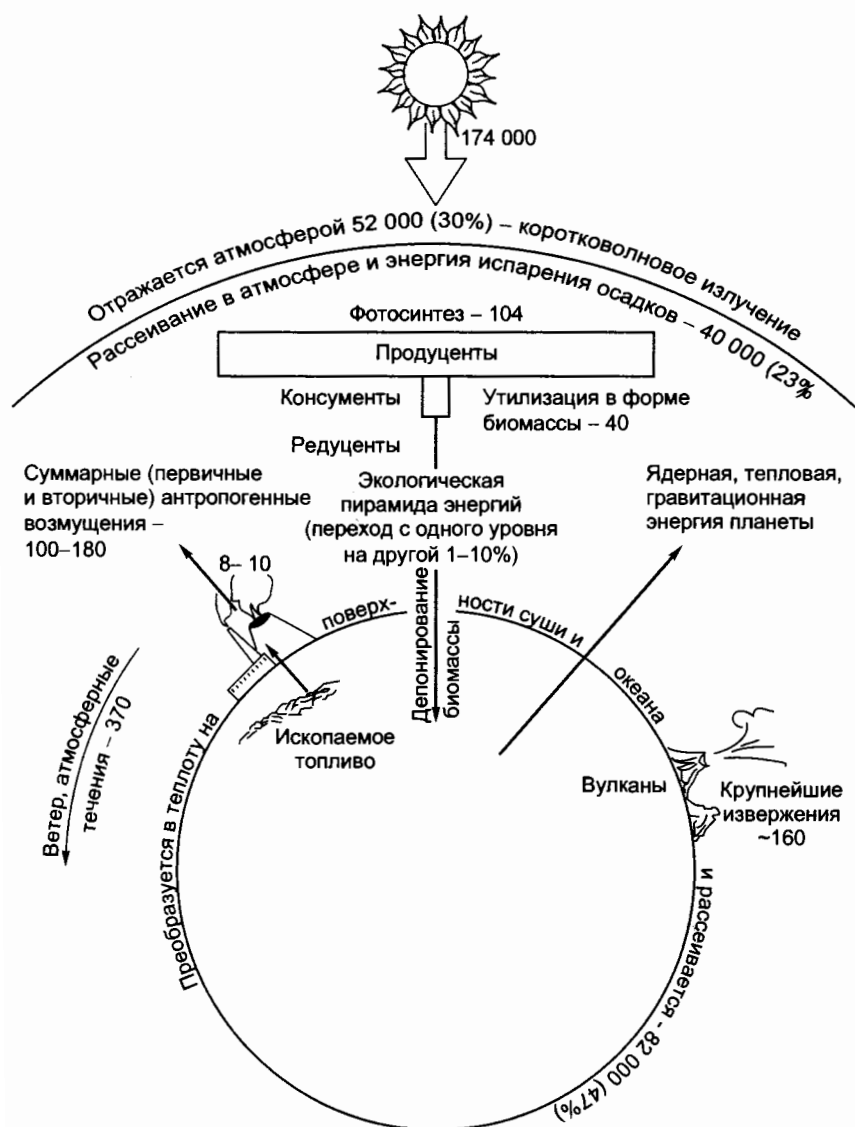 174 000
Отражается атмосферой 52 000 (30%) – коротковолновое излучение
Рассеивание в атмосфере и энергия испарения осадков – 40 000 (23%
Фотосинтез – 104
Продуценты
Консументы
Утилизация в форме
биомассы – 40
Редуценты
Суммарные (первичные
и вторичные) антропогенные
возмущения –
100–180
Экологическая
пирамида энергий
(переход с одного уровня
на другой 1–10%)
Ядерная, тепловая,
гравитационная
энергия планеты
8– 10
Депонирование
биомассы
Ископаемое
топливо
Ветер, атмосферные
течения – 370
Вулканы
Крупнейшие
извержения
~160
Преобразуется в теплоту на поверх- ности суши и океана и рассеивается - 82 000 (47%)